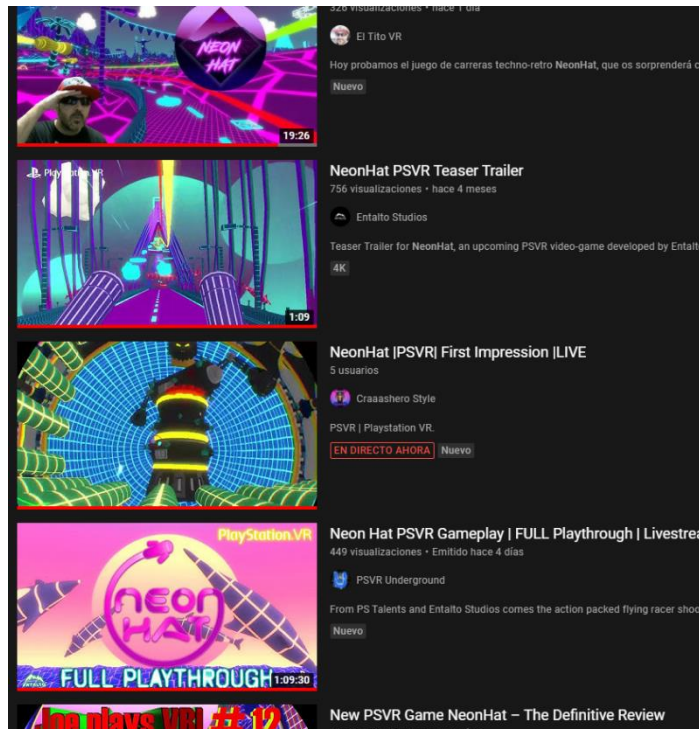 326 visualizaciones • hace 1 día
NEON
HAT
El Tito VR
Hoy probamos el juego de carreras techno-retro NeonHat, que os sorprenderá
Nuevo
19:26
PlayStation.VR
NeonHat PSVR Teaser Trailer
756 visualizaciones • hace 4 meses
Entalto Studios
Teaser Trailer for NeonHat, an upcoming PSVR video-game developed by Entalto
4K
1:09
NeonHat |PSVR| First Impression |LIVE
5 usuarios
Craaashero Style
PSVR | Playstation VR.
EN DIRECTO AHORA Nuevo
PlayStation.VR
neon
HAT
FULL PLAYTHROUGH
1:09:30
Neon Hat PSVR Gameplay | FULL Playthrough | Livestrea
449 visualizaciones • Emitido hace 4 días
PSVR Underground
From PS Talents and Entalto Studios comes the action packed flying racer shoo
Nuevo
Joe plays VR! # 12
New PSVR Game NeonHat – The Definitive Review